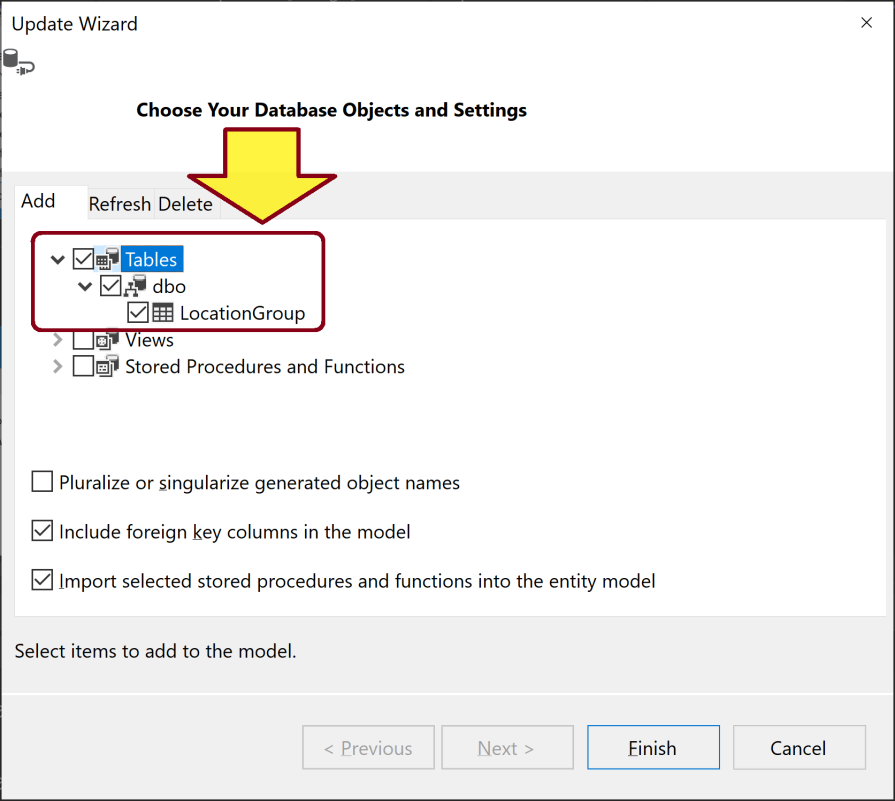 Update Wizard
Choose Your Database Objects and Settings
Add Refresh Delete
Tables
dbo
LocationGroup
Views
Stored Procedures and Functions
Pluralize or singularize generated object names
Include foreign key columns in the model
Import selected stored procedures and functions into the entity model
Select items to add to the model.
< Previous Next > Finish Cancel